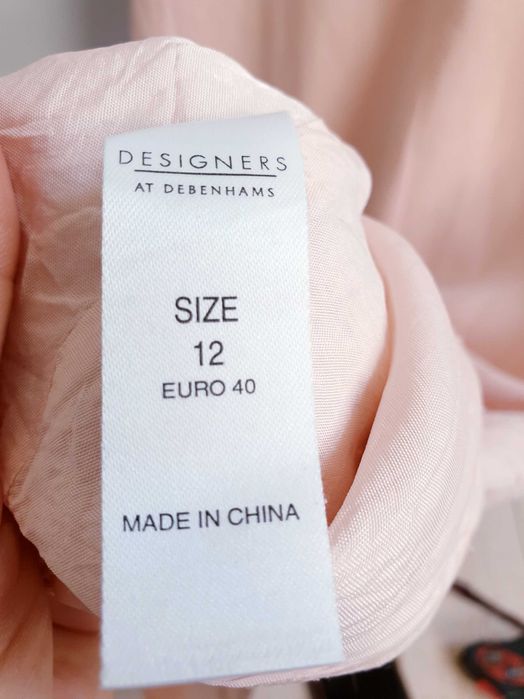 DESIGNERS
AT DEBENHAMS
SIZE
12
EURO 40
MADE IN CHINA